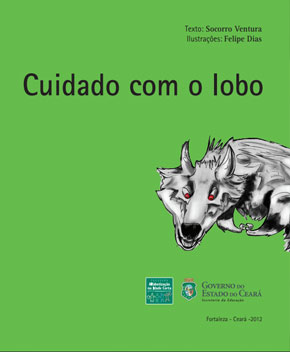 Texto: Socorro Ventura
Ilustrações: Felipe Dias
Cuidado com o lobo
GOVERNO DO
ESTADO DO CEARÁ
Secretaria da Educação
Fortaleza - Ceará -2012